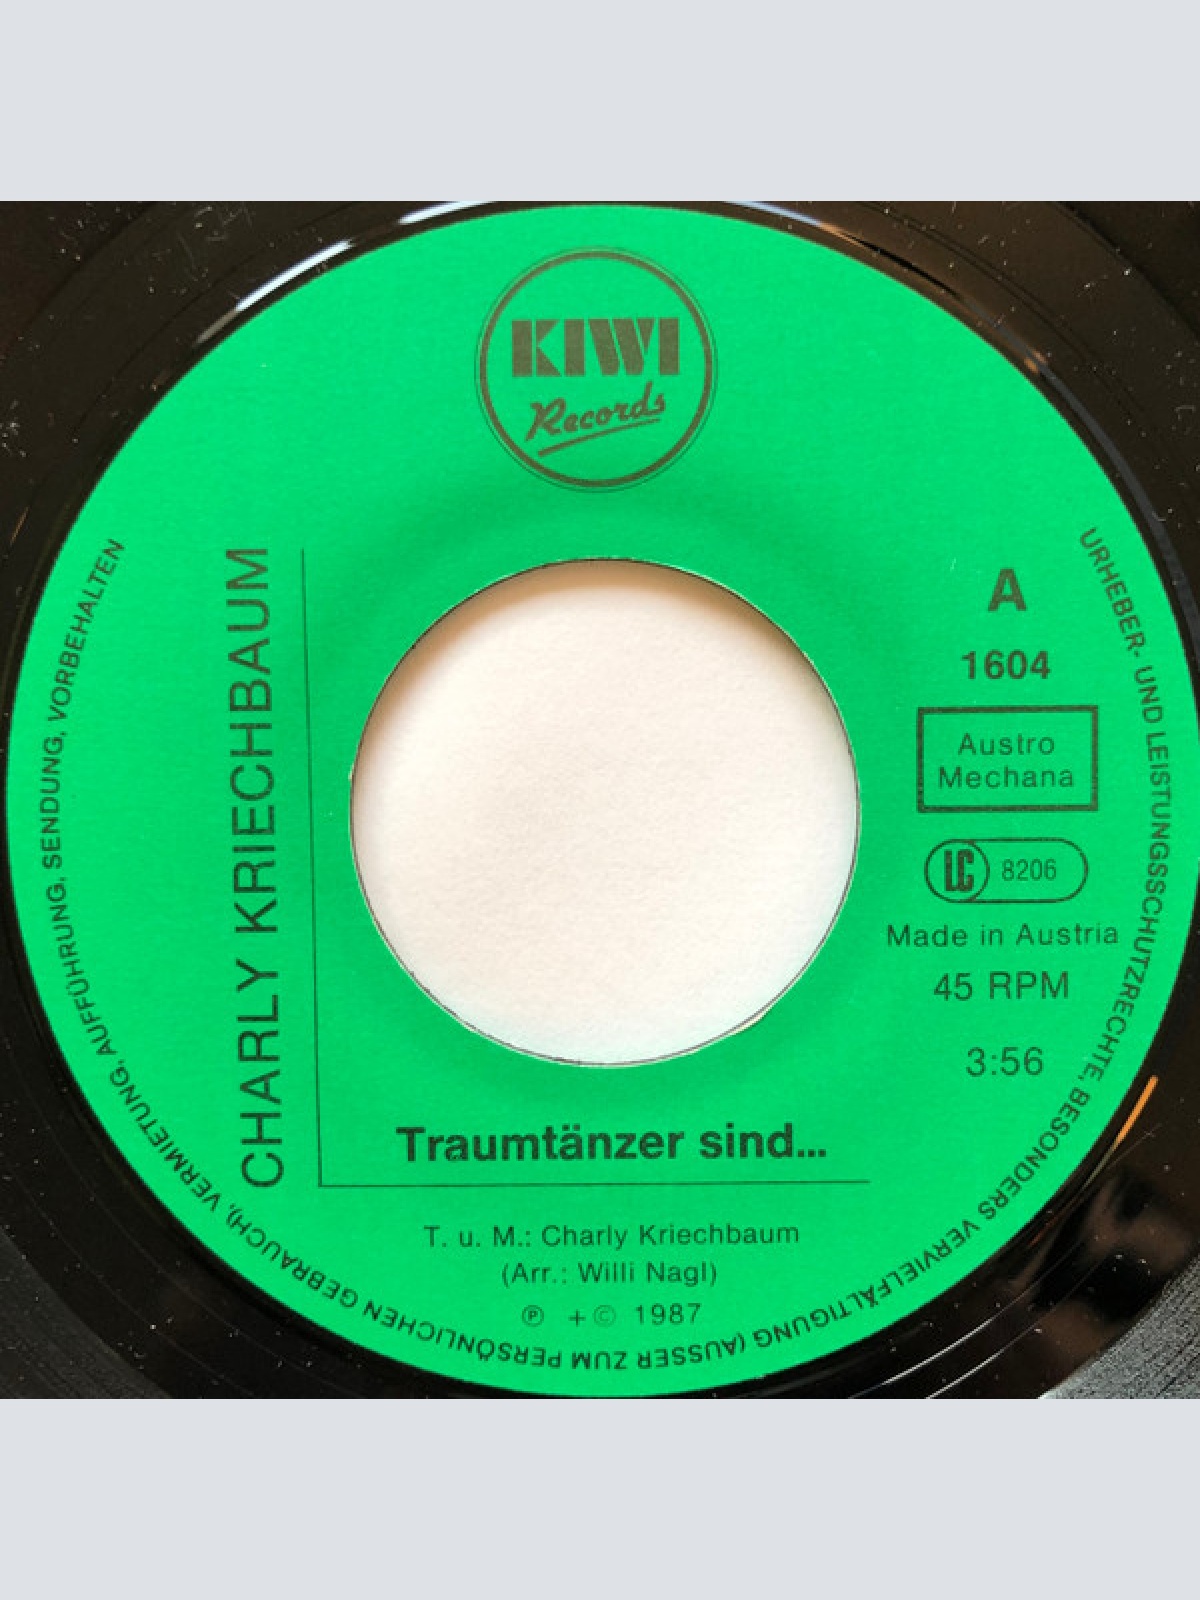 KIWI
Records
CHARLY KRIECHBAUM
A
1604
Austro
Mechana
LC 8206
Made in Austria
45 RPM
3:56
Traumtänzer sind...
T. u. M.: Charly Kriechbaum
(Arr.: Willi Nagl)
℗ + © 1987
URHEBER- UND LEISTUNGSSCHUTZRECHTE, BESONDERS VERVIELFÄLTIGUNG (AUSSER ZUM PERSÖNLICHEN GEBRAUCH), VERMIETUNG, AUFFÜHRUNG, SENDUNG, VORBEHALTEN